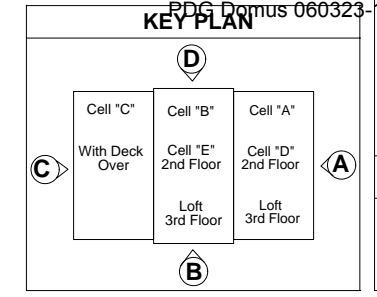 PDG Domus 060323-
KEY PLAN
D
Cell "C"
With Deck
Over
Cell "B"
Cell "E"
2nd Floor
Loft
3rd Floor
Cell "A"
Cell "D"
2nd Floor
Loft
3rd Floor
C
A
B